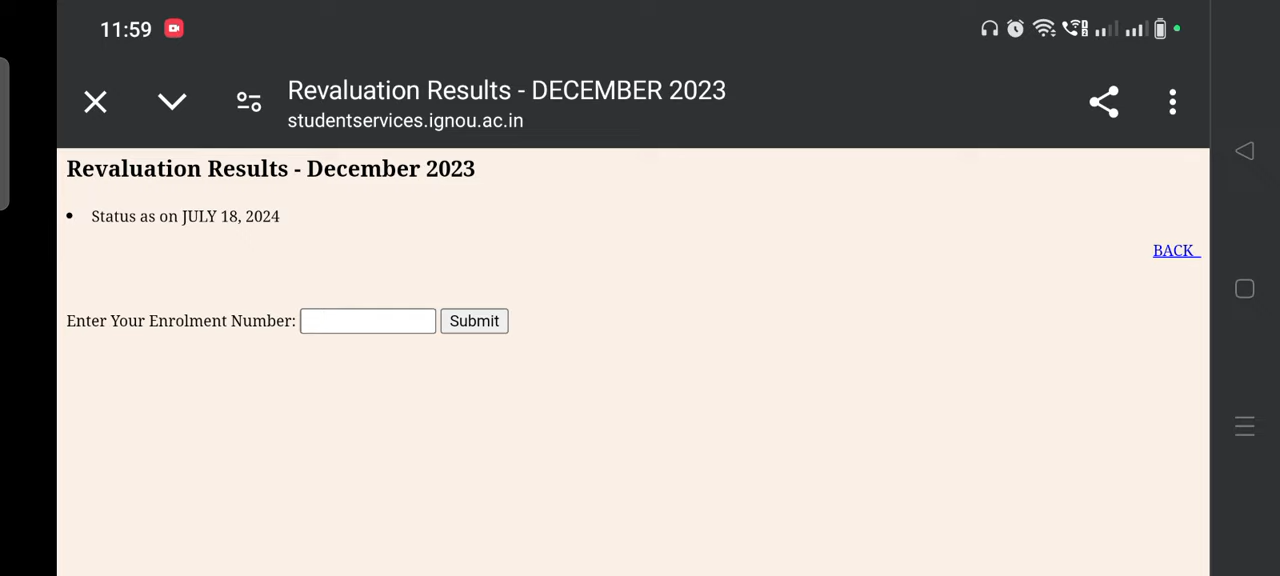 11:59
Revaluation Results - DECEMBER 2023
studentservices.ignou.ac.in
Revaluation Results - December 2023
• Status as on JULY 18, 2024
BACK
Enter Your Enrolment Number: Submit